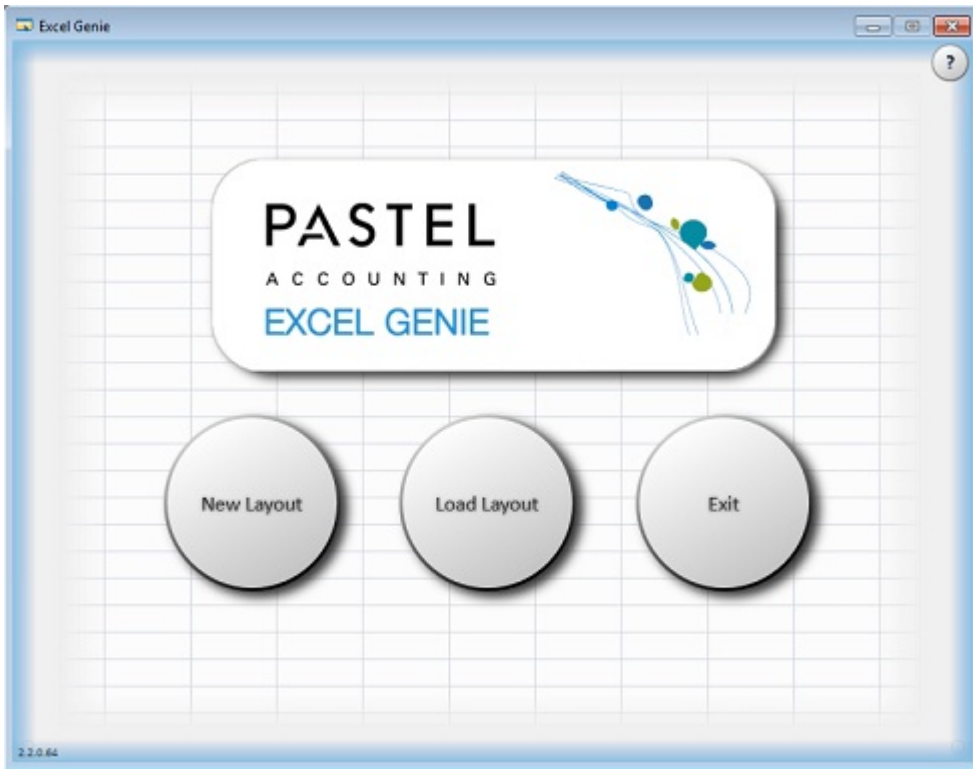 Excel Genie
?
PASTEL
ACCOUNTING
EXCEL GENIE
New Layout
Load Layout
Exit
2.2.0.64